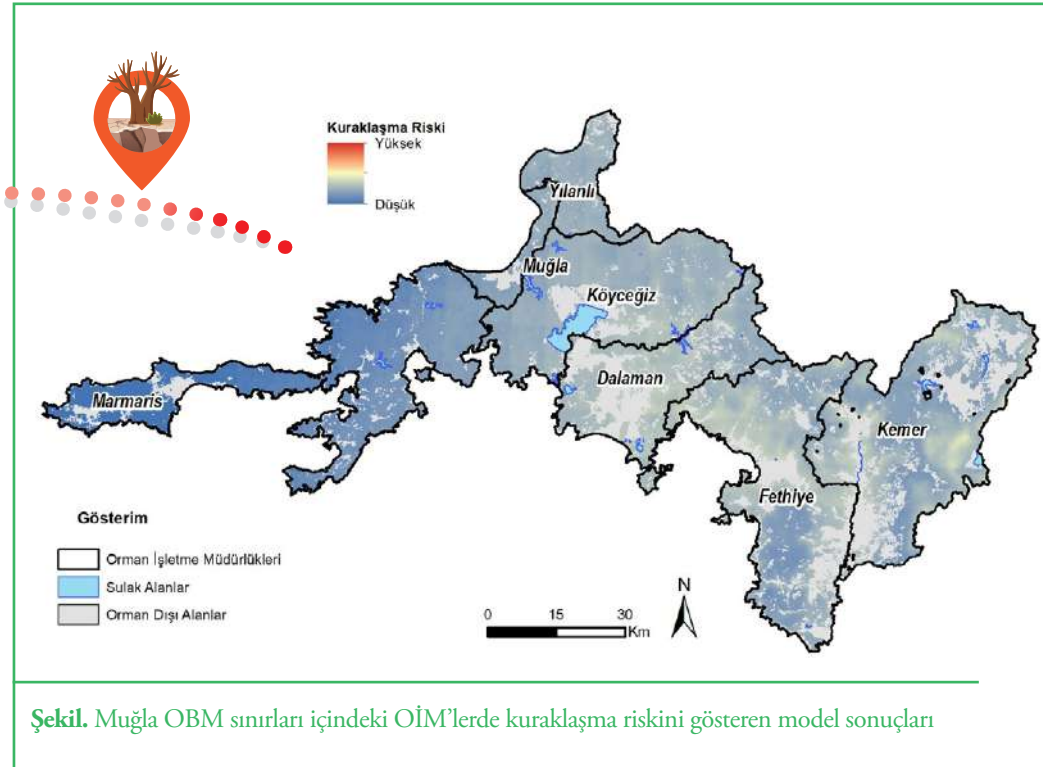 Kuraklaşma Riski
Yüksek
Düşük
Yılanlı
Muğla
Köyceğiz
Marmaris
Dalaman
Kemer
Fethiye
Gösterim
Orman İşletme Müdürlükleri
Sulak Alanlar
Orman Dışı Alanlar
N
0 15 30
Km
Şekil. Muğla OBM sınırları içindeki OİM’lerde kuraklaşma riskini gösteren model sonuçları